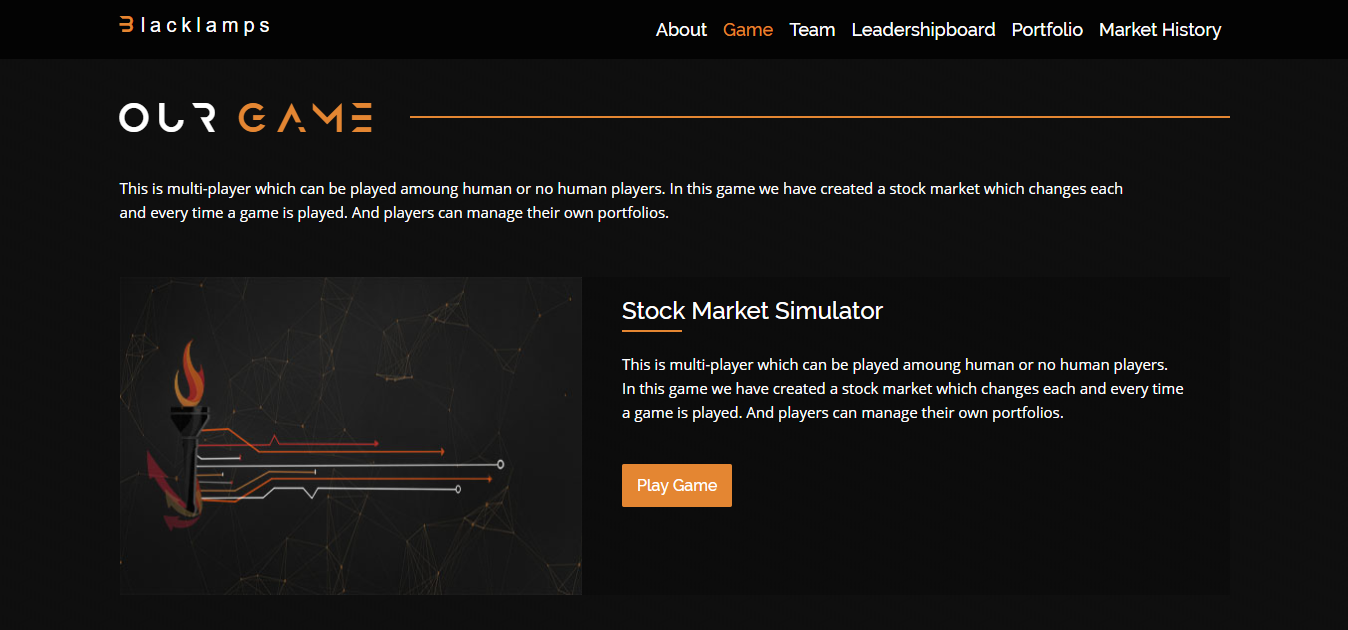 Blacklamps
About Game Team Leadershipboard Portfolio Market History
OUR GAME
This is multi-player which can be played amoung human or no human players. In this game we have created a stock market which changes each
and every time a game is played. And players can manage their own portfolios.
Stock Market Simulator
This is multi-player which can be played amoung human or no human players.
In this game we have created a stock market which changes each and every time
a game is played. And players can manage their own portfolios.
Play Game